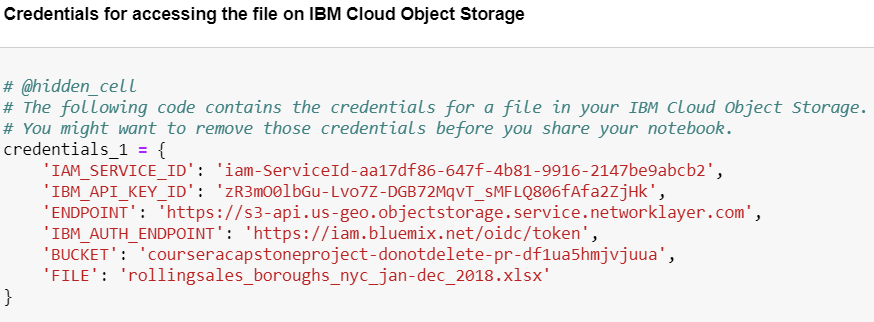 Credentials for accessing the file on IBM Cloud Object Storage
# @hidden_cell
# The following code contains the credentials for a file in your IBM Cloud Object Storage.
# You might want to remove those credentials before you share your notebook.
credentials_1 = {
'IAM_SERVICE_ID': 'iam-ServiceId-aa17df86-647f-4b81-9916-2147be9abcb2',
'IBM_API_KEY_ID': 'zR3mO0lbGu-Lvo7Z-DGB72MqvT_sMFLQ806fAfa2ZjHk',
'ENDPOINT': 'https://s3-api.us-geo.objectstorage.service.networklayer.com',
'IBM_AUTH_ENDPOINT': 'https://iam.bluemix.net/oidc/token',
'BUCKET': 'courseracapstoneproject-donotdelete-pr-df1ua5hmjvjuua',
'FILE': 'rollingsales_boroughs_nyc_jan-dec_2018.xlsx'
}